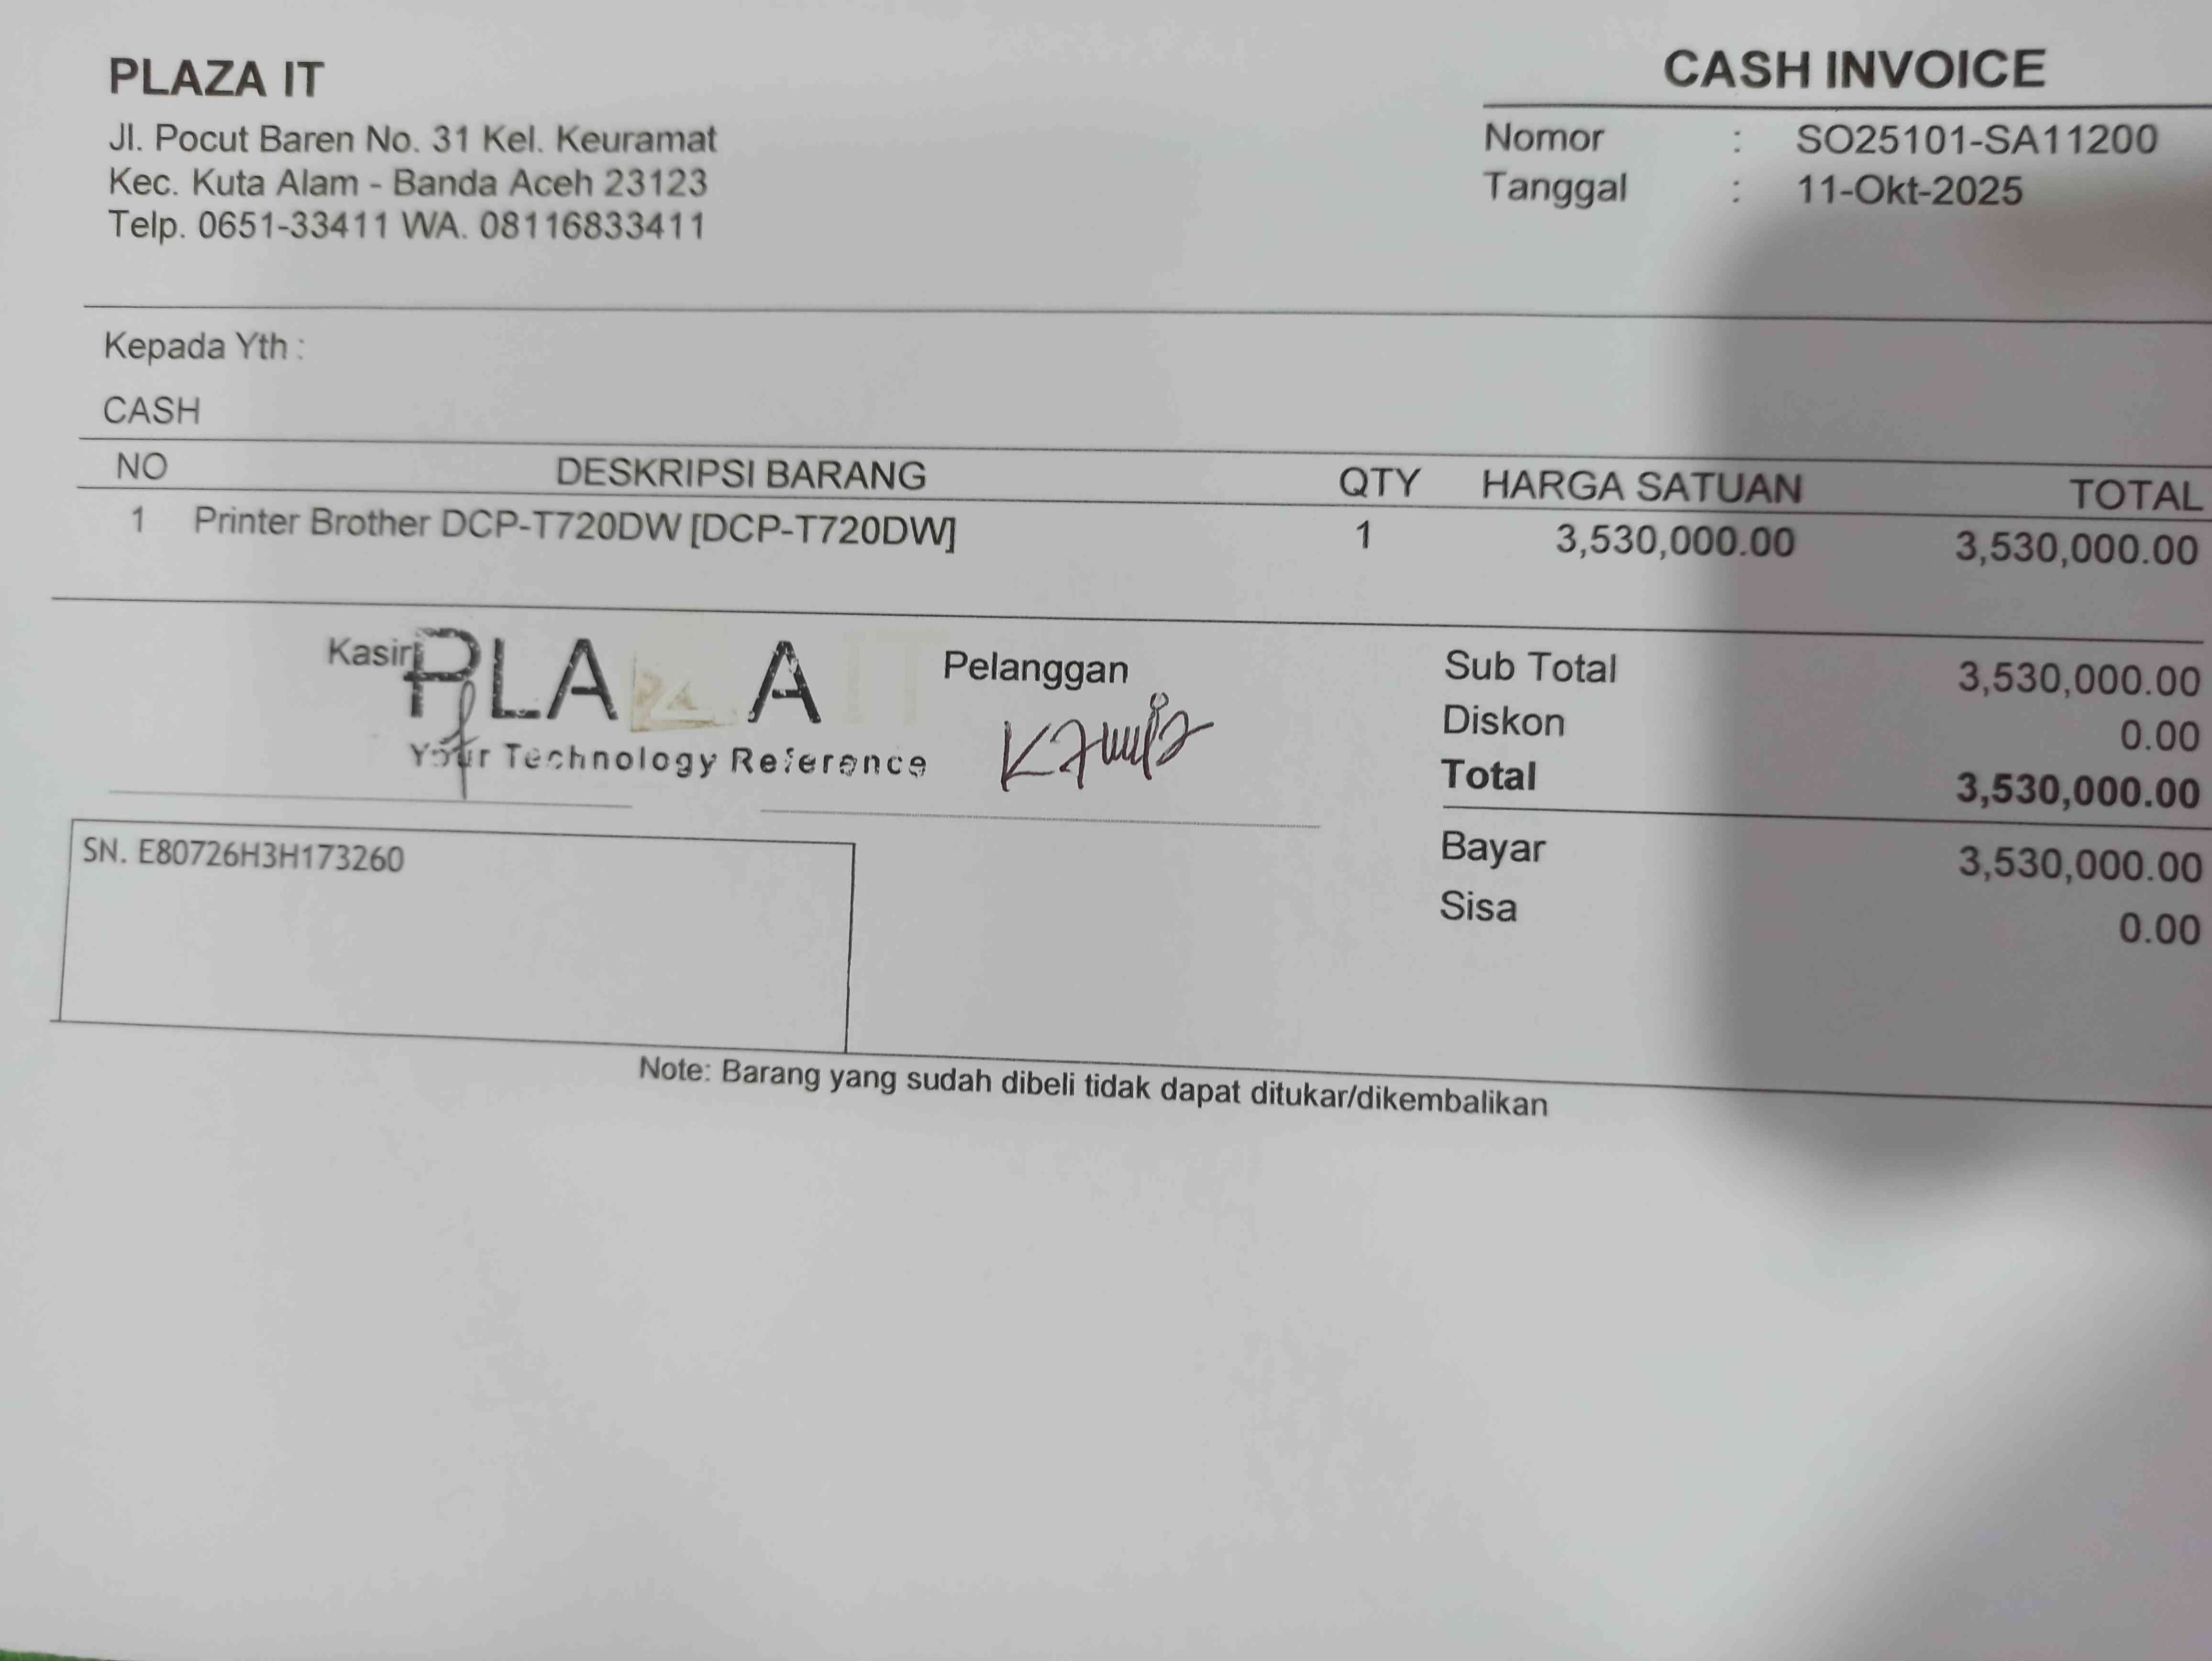 PLAZA IT
Jl. Pocut Baren No. 31 Kel. Keuramat
Kec. Kuta Alam - Banda Aceh 23123
Telp. 0651-33411 WA. 08116833411
CASH INVOICE
Nomor : SO25101-SA11200
Tanggal : 11-Okt-2025
Kepada Yth :
CASH
NO DESKRIPSI BARANG QTY HARGA SATUAN TOTAL
1 Printer Brother DCP-T720DW [DCP-T720DW] 1 3,530,000.00 3,530,000.00
Kasir
PLAZA IT
Your Technology Reference
Pelanggan
Sub Total 3,530,000.00
Diskon 0.00
Total 3,530,000.00
Bayar 3,530,000.00
Sisa 0.00
SN. E80726H3H173260
Note: Barang yang sudah dibeli tidak dapat ditukar/dikembalikan